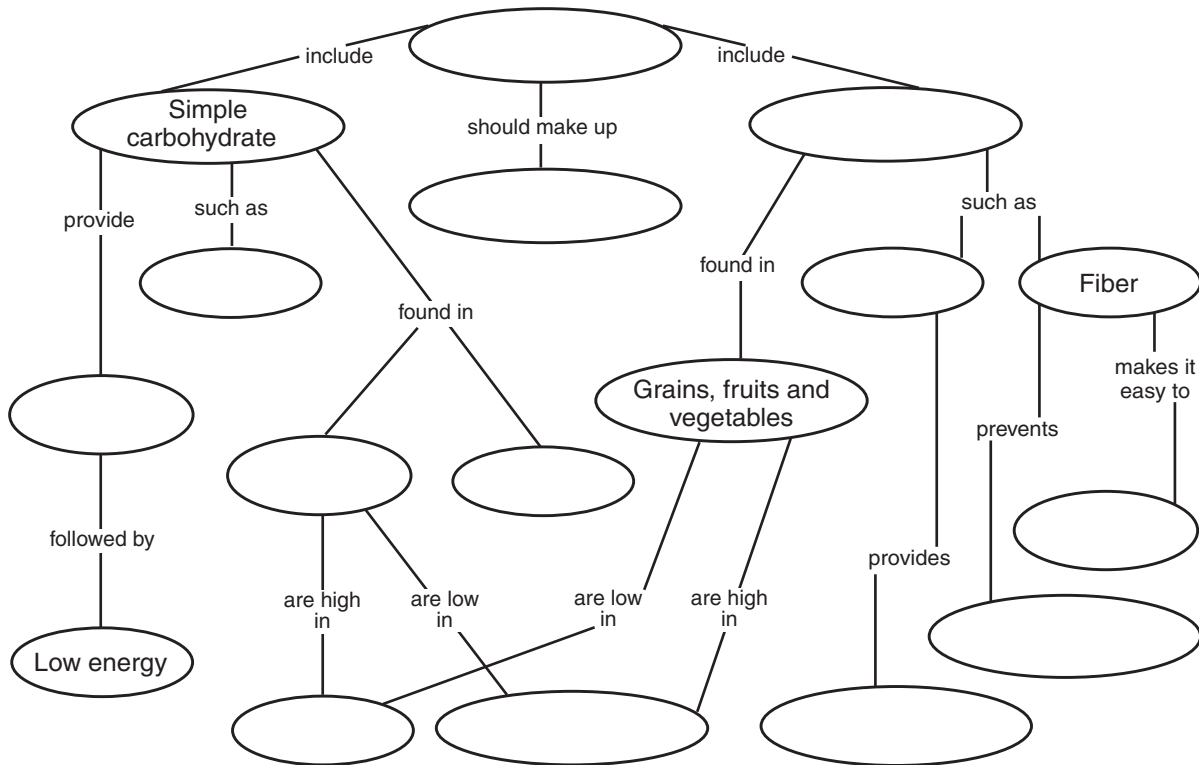 include
include
Simple
carbohydrate
should make up
provide
such as
such as
found in
Fiber
found in
makes it
easy to
Grains, fruits and
vegetables
prevents
followed by
provides
are high
in
are low
in
are low
in
are high
in
Low energy